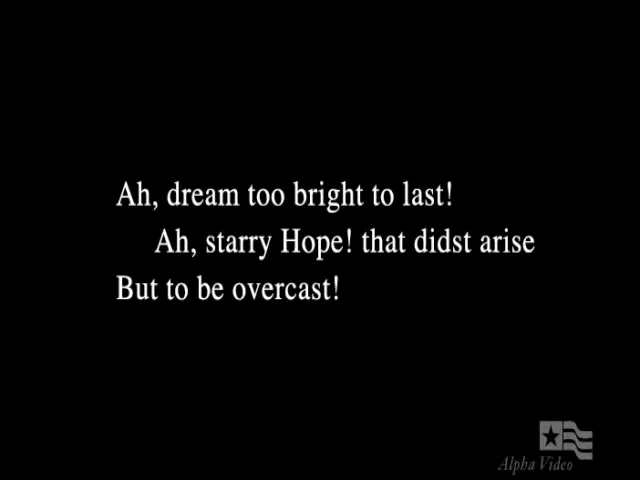 Ah, dream too bright to last!
Ah, starry Hope! that didst arise
But to be overcast!
Alpha Video